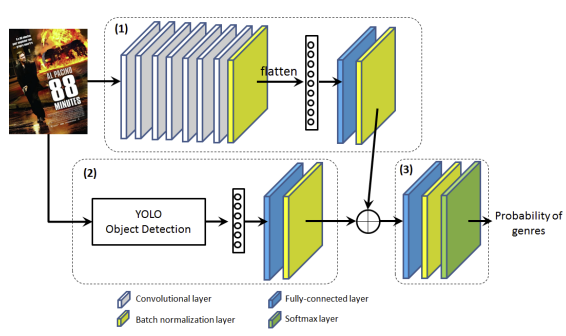 (1)
AL PACINO
88
MINUTES
flatten
(2)
YOLO
Object Detection
(3)
Probability of
genres
Convolutional layer
Fully-connected layer
Batch normalization layer
Softmax layer